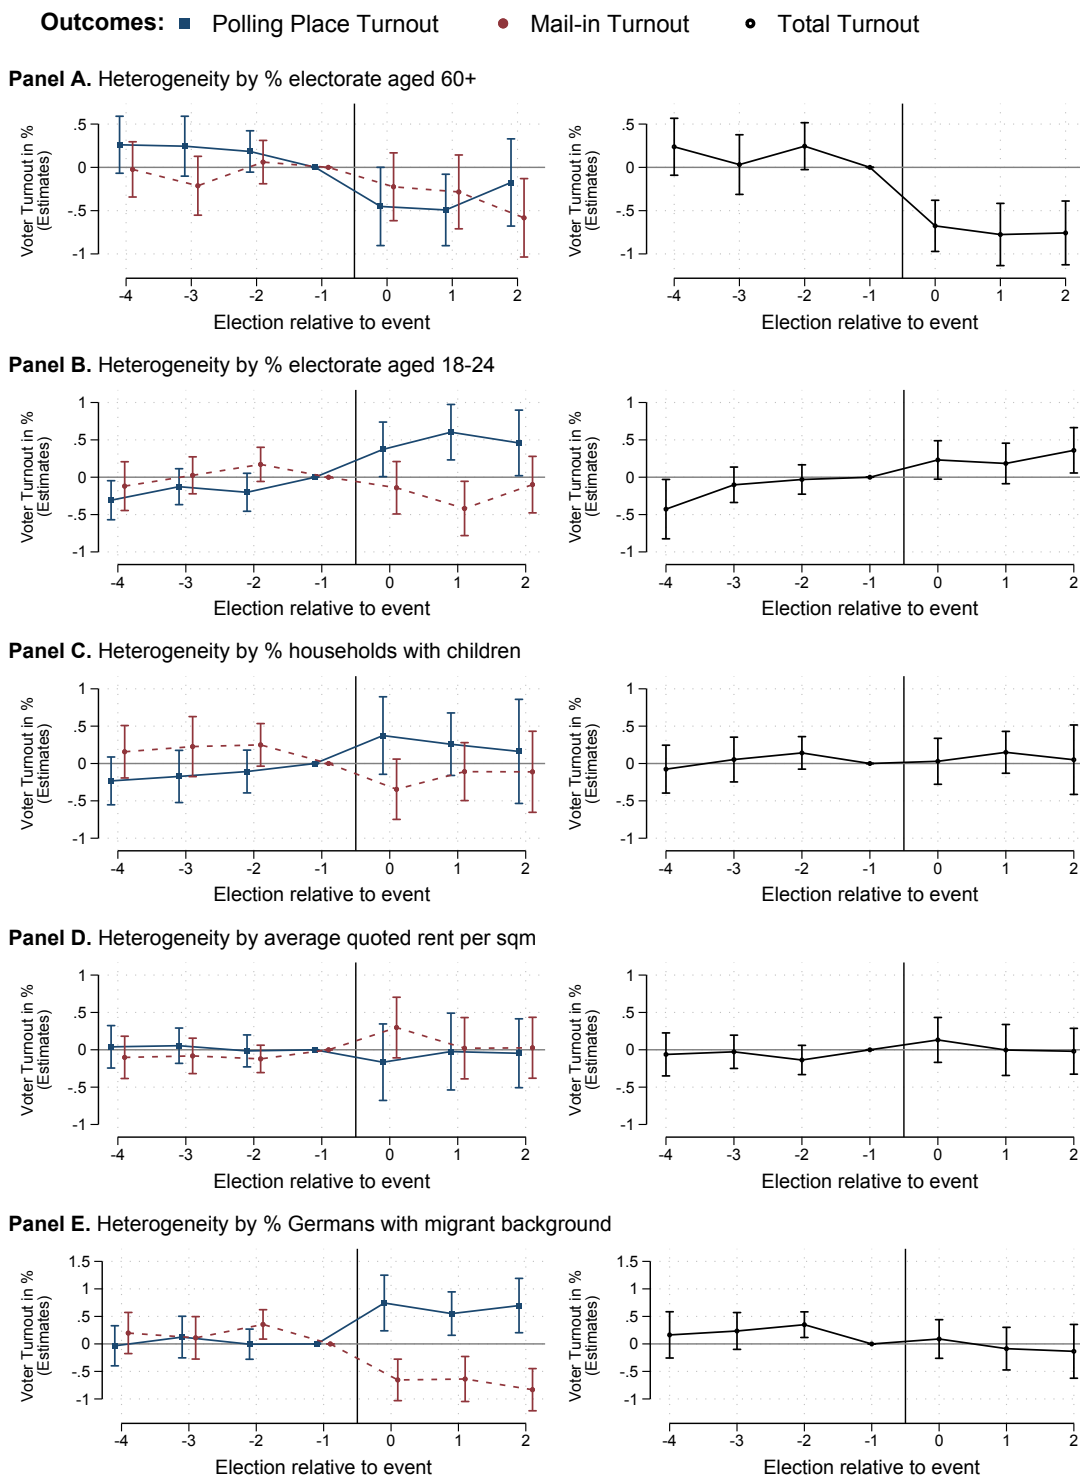 Outcomes: Polling Place Turnout Mail-in Turnout Total Turnout
Panel A. Heterogeneity by % electorate aged 60+
Voter Turnout in %
(Estimates)
.5
0
-.5
-1
-4 -3 -2 -1 0 1 2
Election relative to event
Voter Turnout in %
(Estimates)
.5
0
-.5
-1
-4 -3 -2 -1 0 1 2
Election relative to event
Panel B. Heterogeneity by % electorate aged 18-24
Voter Turnout in %
(Estimates)
1
.5
0
-.5
-1
-4 -3 -2 -1 0 1 2
Election relative to event
Voter Turnout in %
(Estimates)
1
.5
0
-.5
-1
-4 -3 -2 -1 0 1 2
Election relative to event
Panel C. Heterogeneity by % households with children
Voter Turnout in %
(Estimates)
1
.5
0
-.5
-1
-4 -3 -2 -1 0 1 2
Election relative to event
Voter Turnout in %
(Estimates)
1
.5
0
-.5
-1
-4 -3 -2 -1 0 1 2
Election relative to event
Panel D. Heterogeneity by average quoted rent per sqm
Voter Turnout in %
(Estimates)
1
.5
0
-.5
-1
-4 -3 -2 -1 0 1 2
Election relative to event
Voter Turnout in %
(Estimates)
1
.5
0
-.5
-1
-4 -3 -2 -1 0 1 2
Election relative to event
Panel E. Heterogeneity by % Germans with migrant background
Voter Turnout in %
(Estimates)
1.5
1
.5
0
-.5
-1
-4 -3 -2 -1 0 1 2
Election relative to event
Voter Turnout in %
(Estimates)
1.5
1
.5
0
-.5
-1
-4 -3 -2 -1 0 1 2
Election relative to event